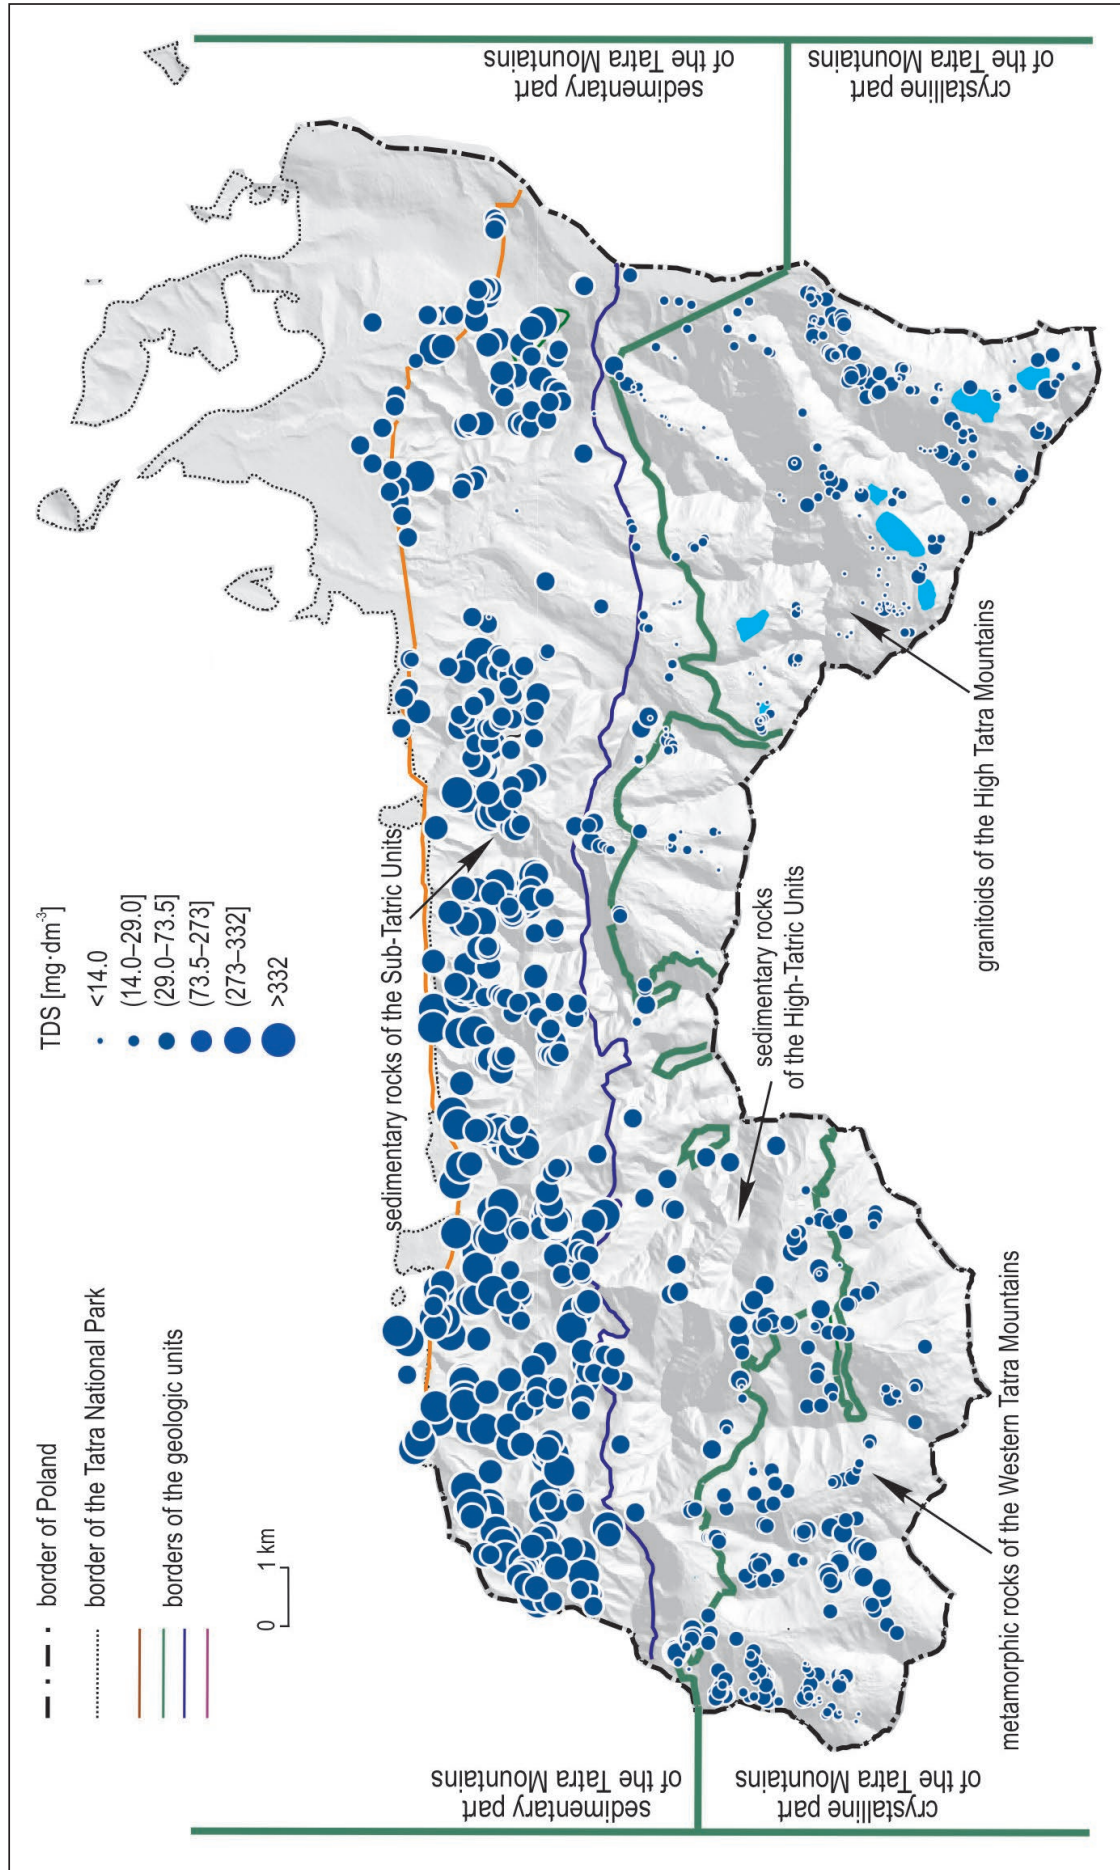 border of Poland
border of the Tatra National Park
borders of the geologic units
0 1 km
TDS [mg·dm⁻³]
<14.0
(14.0–29.0]
(29.0–73.5]
(73.5–273]
(273–332]
>332
sedimentary part
of the Tatra Mountains
crystalline part
of the Tatra Mountains
sedimentary rocks of the Sub-Tatric Units
sedimentary rocks
of the High-Tatric Units
metamorphic rocks of the Western Tatra Mountains
granitoids of the High Tatra Mountains
sedimentary part
of the Tatra Mountains
crystalline part
of the Tatra Mountains